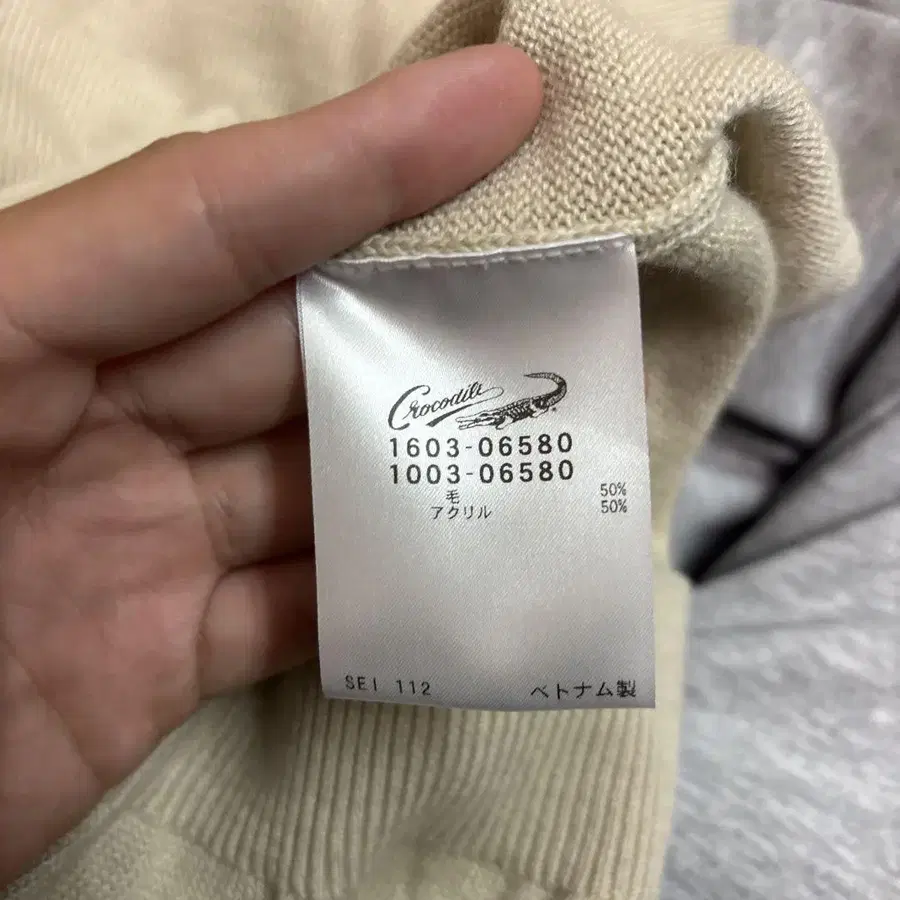 Crocodile
1603-06580
1003-06580
毛 50%
アクリル 50%
SEI 112 ベトナム製